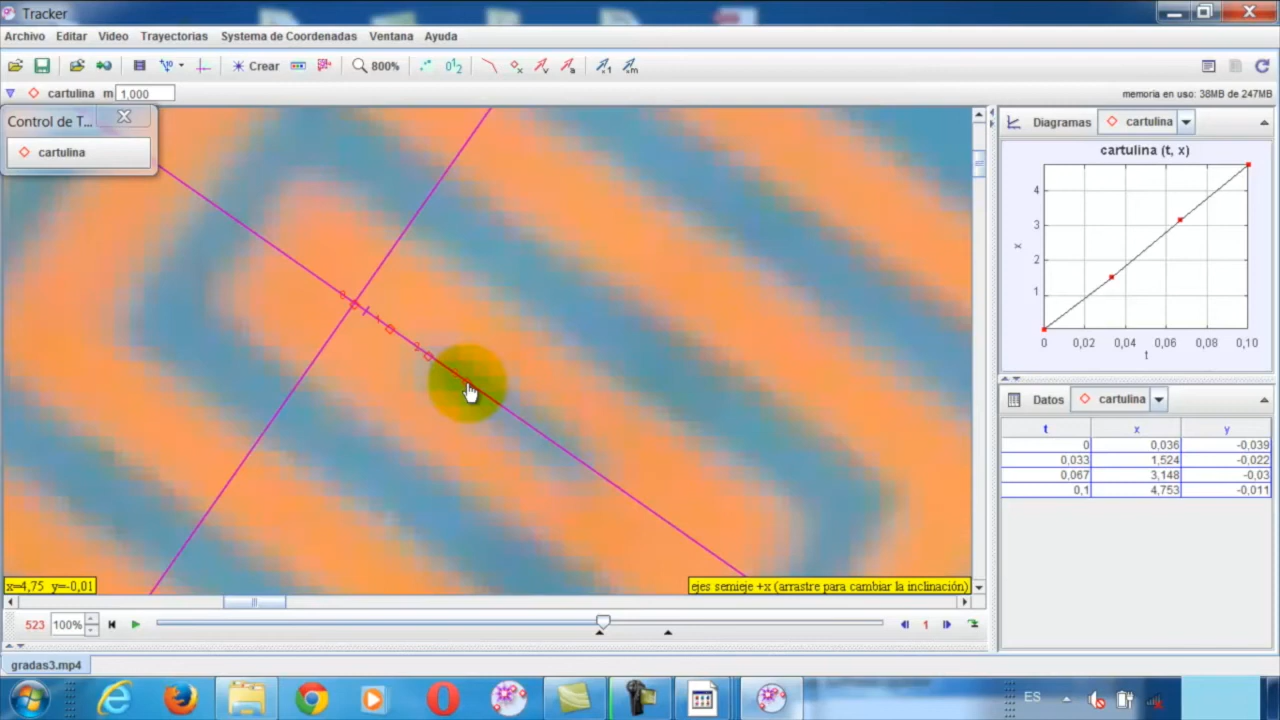 Tracker
Archivo Editar Video Trayectorias Systema de Coordenadas Ventana Ayuda
Crear 800%
cartulina m 1,000
memoria en uso: 38MB de 247MB
Control de T...
cartulina
Diagramas cartulina
cartulina (t, x)
4
3
2
1
x
0 0,02 0,04 0,06 0,08 0,10
t
Datos cartulina
t x y
0 0,036 -0,039
0,033 1,524 -0,022
0,067 3,148 -0,03
0,1 4,753 -0,011
0
1
2
x=4,75 y=-0,01
ejes semieje +x (arrastre para cambiar la inclinación)
523 100% 1
gradas3.mp4
ES